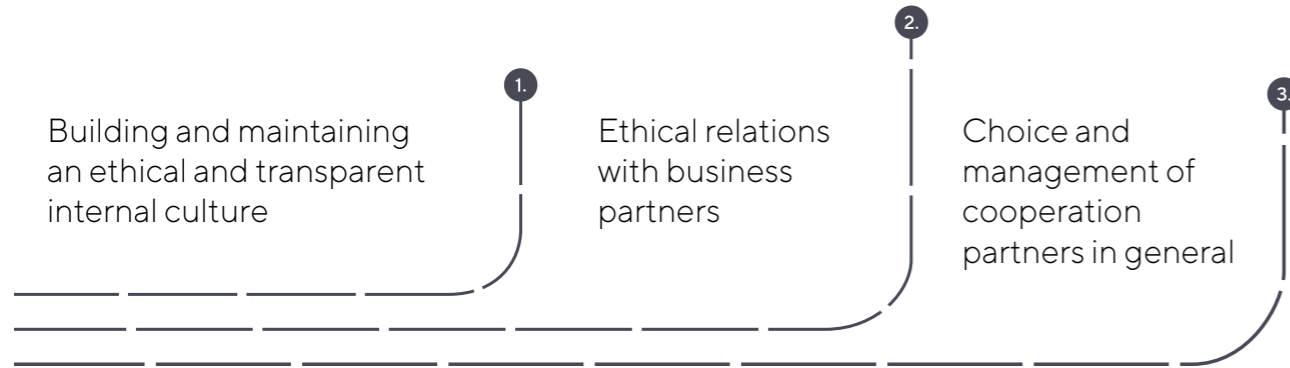 1.
Building and maintaining
an ethical and transparent
internal culture
2.
Ethical relations
with business
partners
3.
Choice and
management of
cooperation
partners in general